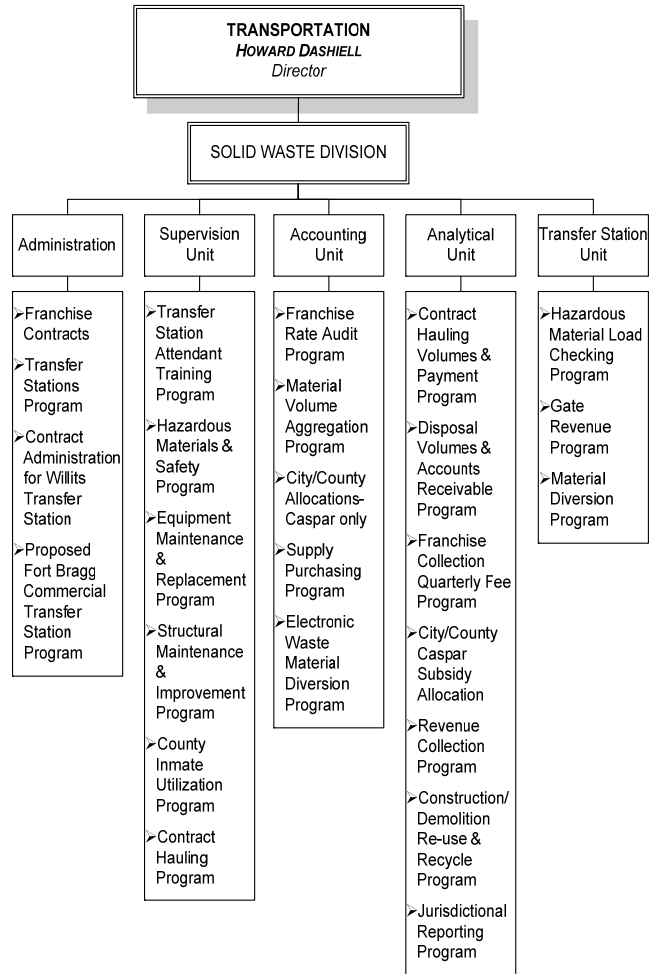 TRANSPORTATION
HOWARD DASHIELL
Director
SOLID WASTE DIVISION
Administration
➢Franchise
Contracts
➢Transfer
Stations
Program
➢Contract
Administration
for Willits
Transfer
Station
➢Proposed
Fort Bragg
Commercial
Transfer
Station
Program
Supervision
Unit
➢Transfer
Station
Attendant
Training
Program
➢Hazardous
Materials &
Safety
Program
➢Equipment
Maintenance
&
Replacement
Program
➢Structural
Maintenance
&
Improvement
Program
➢County
Inmate
Utilization
Program
➢Contract
Hauling
Program
Accounting
Unit
➢Franchise
Rate Audit
Program
➢Material
Volume
Aggregation
Program
➢City/County
Allocations-
Caspar only
➢Supply
Purchasing
Program
➢Electronic
Waste
Material
Diversion
Program
Analytical
Unit
➢Contract
Hauling
Volumes &
Payment
Program
➢Disposal
Volumes &
Accounts
Receivable
Program
➢Franchise
Collection
Quarterly Fee
Program
➢City/County
Caspar
Subsidy
Allocation
➢Revenue
Collection
Program
➢Construction/
Demolition
Re-use &
Recycle
Program
➢Jurisdictional
Reporting
Program
Transfer Station
Unit
➢Hazardous
Material Load
Checking
Program
➢Gate
Revenue
Program
➢Material
Diversion
Program